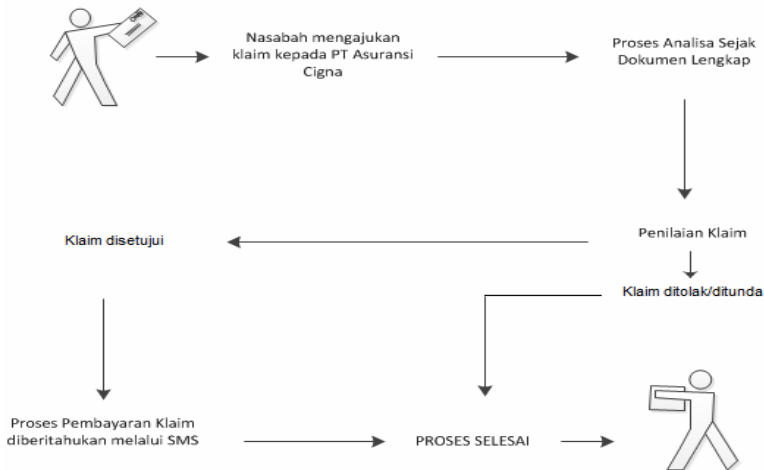 Nasabah mengajukan
klaim kepada PT Asuransi
Cigna
Proses Analisa Sejak
Dokumen Lengkap
Penilaian Klaim
Klaim disetujui
Klaim ditolak/ditunda
Proses Pembayaran Klaim
diberitahukan melalui SMS
PROSES SELESAI